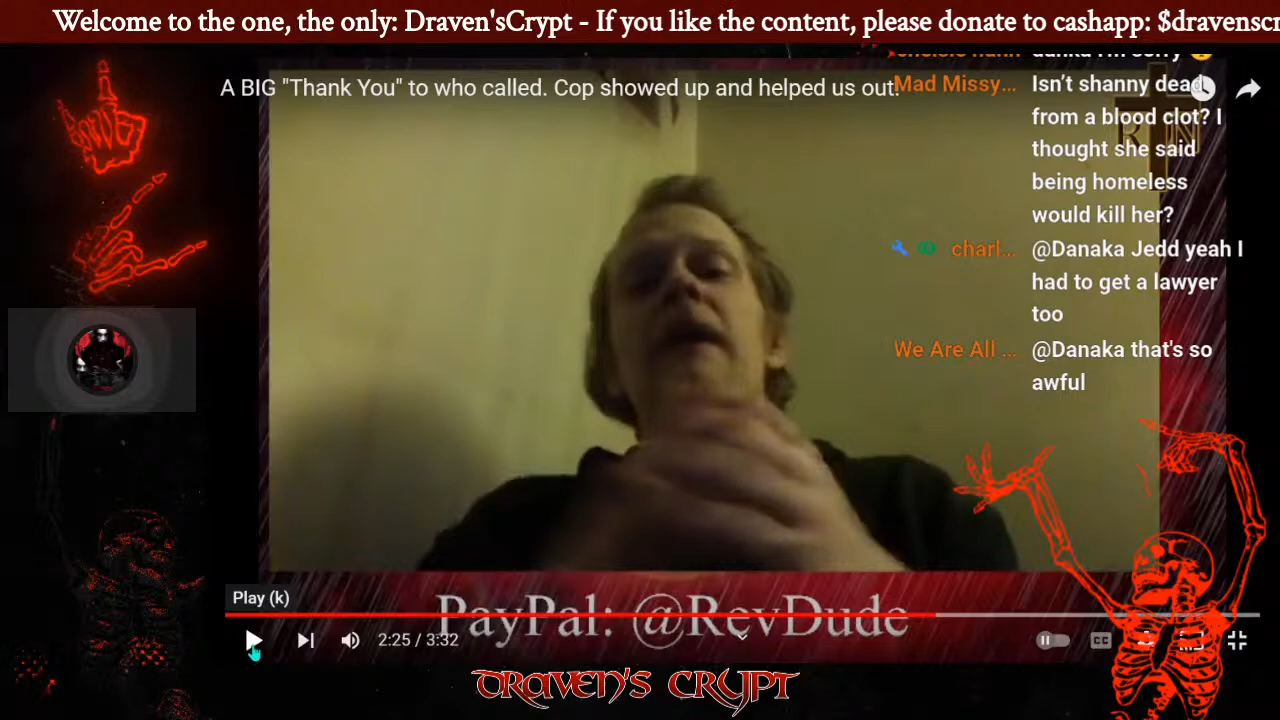 Welcome to the one, the only: Draven'sCrypt - If you like the content, please donate to cashapp: $dravenscr
A BIG "Thank You" to who called. Cop showed up and helped us out!
Mad Missy… Isn’t shanny dead
from a blood clot? I
thought she said
being homeless
would kill her?
charl… @Danaka Jedd yeah I
had to get a lawyer
too
We Are All … @Danaka that's so
awful
R N
Play (k)
PayPal: @RevDude
2:25 / 3:32
CC
DRAVEN'S CRYPT